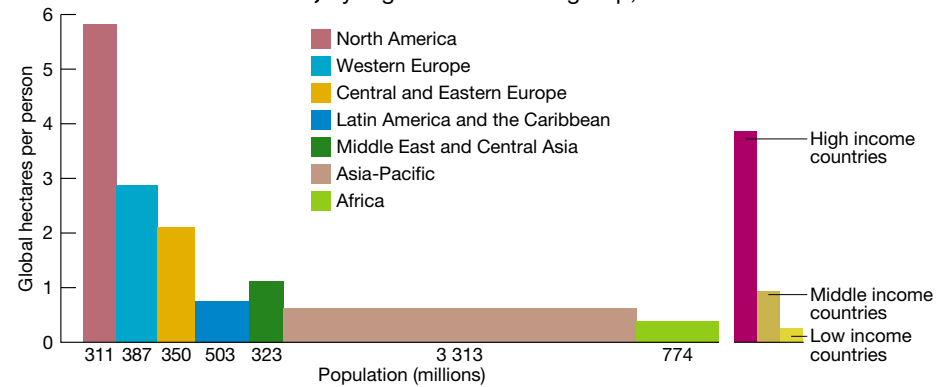 6
5
4
3
2
1
0
Global hectares per person
North America
Western Europe
Central and Eastern Europe
Latin America and the Caribbean
Middle East and Central Asia
Asia-Pacific
Africa
311 387 350 503 323 3 313 774
Population (millions)
High income
countries
Middle income
countries
Low income
countries